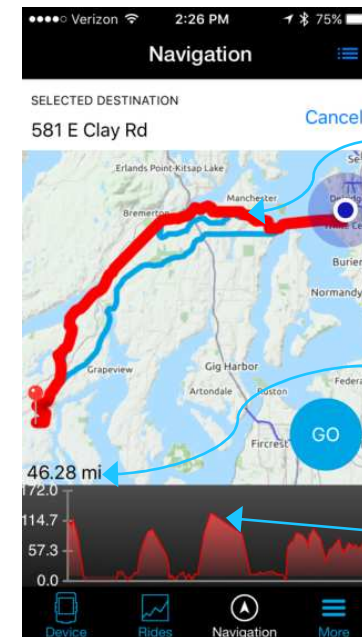 Verizon 2:26 PM 75%
Navigation
SELECTED DESTINATION
581 E Clay Rd
Cancel
Erlands Point-Kitsap Lake
Manchester
Bremerton
Burien
Normandy
Grapeview
Gig Harbor
Artondale Ruston
Federa
Fircrest
GO
46.28 mi
172.0
114.7
57.3
0.0
Device Rides Navigation More